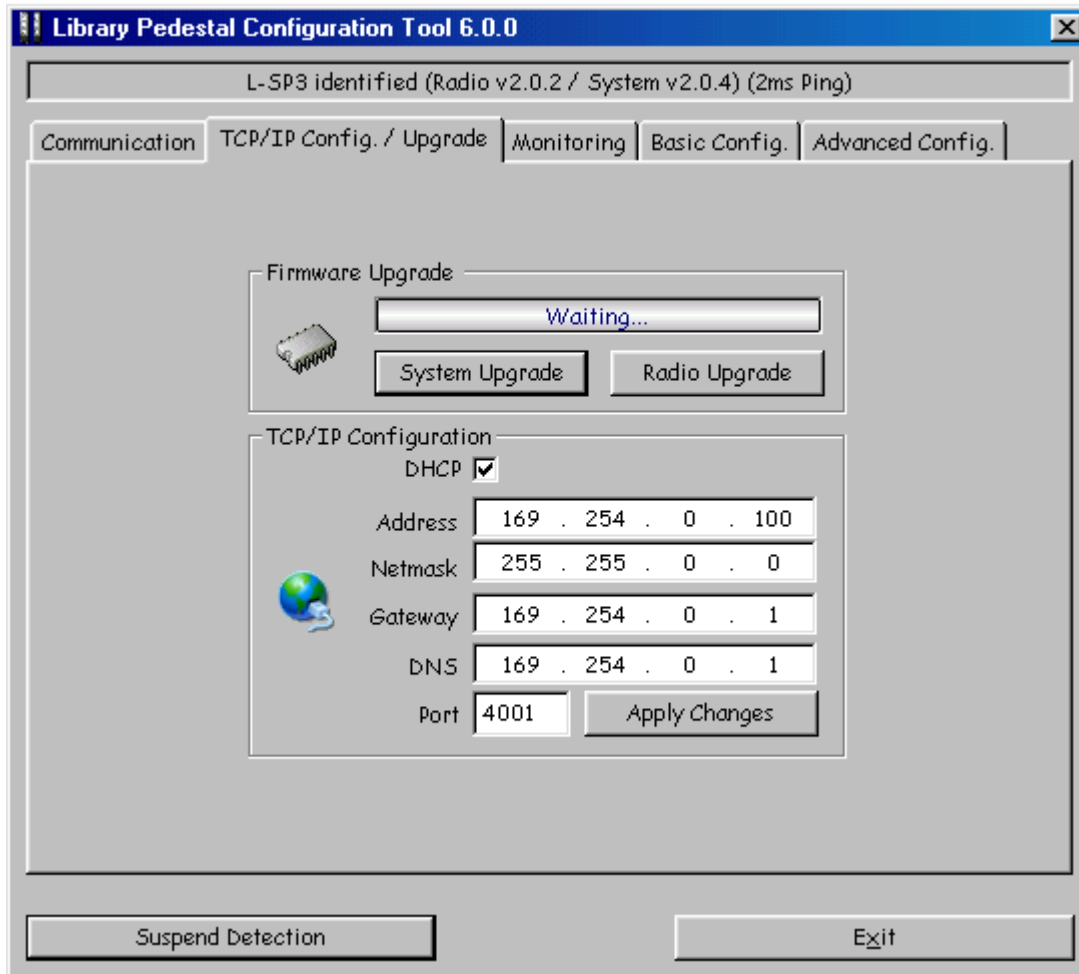 Library Pedestal Configuration Tool 6.0.0
L-SP3 identified (Radio v2.0.2 / System v2.0.4) (2ms Ping)
Communication TCP/IP Config. / Upgrade Monitoring Basic Config. Advanced Config.
Firmware Upgrade
Waiting...
System Upgrade Radio Upgrade
TCP/IP Configuration
DHCP
Address 169 . 254 . 0 . 100
Netmask 255 . 255 . 0 . 0
Gateway 169 . 254 . 0 . 1
DNS 169 . 254 . 0 . 1
Port 4001 Apply Changes
Suspend Detection Exit